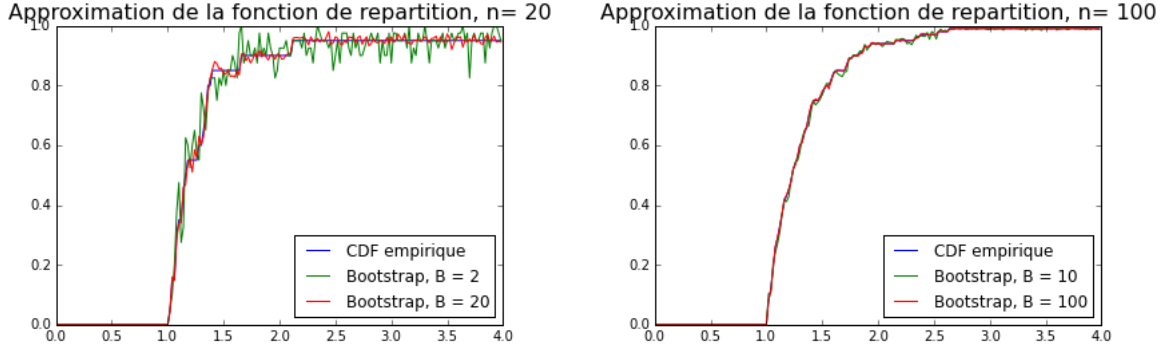 Approximation de la fonction de repartition, n= 20
1.0
0.8
0.6
0.4
0.2
0.0
0.0 0.5 1.0 1.5 2.0 2.5 3.0 3.5 4.0
CDF empirique
Bootstrap, B = 2
Bootstrap, B = 20
Approximation de la fonction de repartition, n= 100
1.0
0.8
0.6
0.4
0.2
0.0
0.0 0.5 1.0 1.5 2.0 2.5 3.0 3.5 4.0
CDF empirique
Bootstrap, B = 10
Bootstrap, B = 100